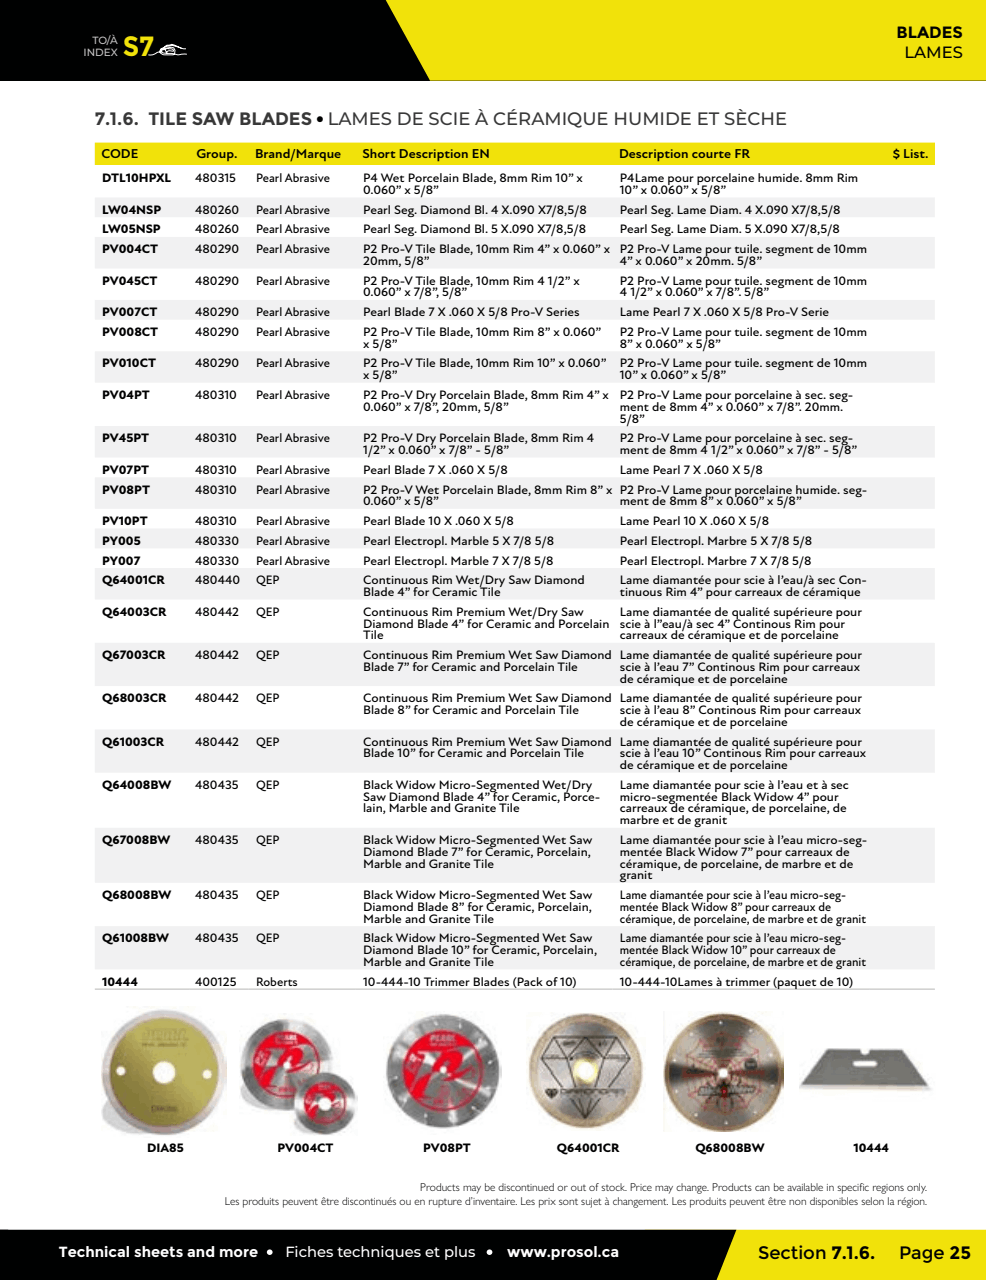 TO/À
INDEX S7
BLADES
LAMES
7.1.6. TILE SAW BLADES • LAMES DE SCIE À CÉRAMIQUE HUMIDE ET SÈCHE
CODE Group. Brand/Marque Short Description EN Description courte FR $ List.
DTL10HPXL 480315 Pearl Abrasive P4 Wet Porcelain Blade, 8mm Rim 10” x P4Lame pour porcelaine humide. 8mm Rim
0.060” x 5/8” 10” x 0.060” x 5/8”
LW04NSP 480260 Pearl Abrasive Pearl Seg. Diamond Bl. 4 X.090 X7/8,5/8 Pearl Seg. Lame Diam. 4 X.090 X7/8,5/8
LW05NSP 480260 Pearl Abrasive Pearl Seg. Diamond Bl. 5 X.090 X7/8,5/8 Pearl Seg. Lame Diam. 5 X.090 X7/8,5/8
PV004CT 480290 Pearl Abrasive P2 Pro-V Tile Blade, 10mm Rim 4” x 0.060” x P2 Pro-V Lame pour tuile. segment de 10mm
20mm, 5/8” 4” x 0.060” x 20mm. 5/8”
PV045CT 480290 Pearl Abrasive P2 Pro-V Tile Blade, 10mm Rim 4 1/2” x P2 Pro-V Lame pour tuile. segment de 10mm
0.060” x 7/8”, 5/8” 4 1/2” x 0.060” x 7/8”. 5/8”
PV007CT 480290 Pearl Abrasive Pearl Blade 7 X .060 X 5/8 Pro-V Series Lame Pearl 7 X .060 X 5/8 Pro-V Serie
PV008CT 480290 Pearl Abrasive P2 Pro-V Tile Blade, 10mm Rim 8” x 0.060” P2 Pro-V Lame pour tuile. segment de 10mm
x 5/8” 8” x 0.060” x 5/8”
PV010CT 480290 Pearl Abrasive P2 Pro-V Tile Blade, 10mm Rim 10” x 0.060” P2 Pro-V Lame pour tuile. segment de 10mm
x 5/8” 10” x 0.060” x 5/8”
PV04PT 480310 Pearl Abrasive P2 Pro-V Dry Porcelain Blade, 8mm Rim 4” x P2 Pro-V Lame pour porcelaine à sec. seg-
0.060” x 7/8”, 20mm, 5/8” ment de 8mm 4” x 0.060” x 7/8”. 20mm.
5/8”
PV45PT 480310 Pearl Abrasive P2 Pro-V Dry Porcelain Blade, 8mm Rim 4 P2 Pro-V Lame pour porcelaine à sec. seg-
1/2” x 0.060” x 7/8” - 5/8” ment de 8mm 4 1/2” x 0.060” x 7/8” - 5/8”
PV07PT 480310 Pearl Abrasive Pearl Blade 7 X .060 X 5/8 Lame Pearl 7 X .060 X 5/8
PV08PT 480310 Pearl Abrasive P2 Pro-V Wet Porcelain Blade, 8mm Rim 8” x P2 Pro-V Lame pour porcelaine humide. seg-
0.060” x 5/8” ment de 8mm 8” x 0.060” x 5/8”
PV10PT 480310 Pearl Abrasive Pearl Blade 10 X .060 X 5/8 Lame Pearl 10 X .060 X 5/8
PY005 480330 Pearl Abrasive Pearl Electropl. Marble 5 X 7/8 5/8 Pearl Electropl. Marbre 5 X 7/8 5/8
PY007 480330 Pearl Abrasive Pearl Electropl. Marble 7 X 7/8 5/8 Pearl Electropl. Marbre 7 X 7/8 5/8
Q64001CR 480440 QEP Continuous Rim Wet/Dry Saw Diamond Lame diamantée pour scie à l’eau/à sec Con-
Blade 4” for Ceramic Tile tinuous Rim 4” pour carreaux de céramique
Q64003CR 480442 QEP Continuous Rim Premium Wet/Dry Saw Lame diamantée de qualité supérieure pour
Diamond Blade 4” for Ceramic and Porcelain scie à l”eau/à sec 4” Continous Rim pour
Tile carreaux de céramique et de porcelaine
Q67003CR 480442 QEP Continuous Rim Premium Wet Saw Diamond Lame diamantée de qualité supérieure pour
Blade 7” for Ceramic and Porcelain Tile scie à l’eau 7” Continous Rim pour carreaux
de céramique et de porcelaine
Q68003CR 480442 QEP Continuous Rim Premium Wet Saw Diamond Lame diamantée de qualité supérieure pour
Blade 8” for Ceramic and Porcelain Tile scie à l’eau 8” Continous Rim pour carreaux
de céramique et de porcelaine
Q61003CR 480442 QEP Continuous Rim Premium Wet Saw Diamond Lame diamantée de qualité supérieure pour
Blade 10” for Ceramic and Porcelain Tile scie à l’eau 10” Continous Rim pour carreaux
de céramique et de porcelaine
Q64008BW 480435 QEP Black Widow Micro-Segmented Wet/Dry Lame diamantée pour scie à l’eau et à sec
Saw Diamond Blade 4” for Ceramic, Porce- micro-segmentée Black Widow 4” pour
lain, Marble and Granite Tile carreaux de céramique, de porcelaine, de
marbre et de granit
Q67008BW 480435 QEP Black Widow Micro-Segmented Wet Saw Lame diamantée pour scie à l’eau micro-seg-
Diamond Blade 7” for Ceramic, Porcelain, mentée Black Widow 7” pour carreaux de
Marble and Granite Tile céramique, de porcelaine, de marbre et de
granit
Q68008BW 480435 QEP Black Widow Micro-Segmented Wet Saw Lame diamantée pour scie à l’eau micro-seg-
Diamond Blade 8” for Ceramic, Porcelain, mentée Black Widow 8” pour carreaux de
Marble and Granite Tile céramique, de porcelaine, de marbre et de granit
Q61008BW 480435 QEP Black Widow Micro-Segmented Wet Saw Lame diamantée pour scie à l’eau micro-seg-
Diamond Blade 10” for Ceramic, Porcelain, mentée Black Widow 10” pour carreaux de
Marble and Granite Tile céramique, de porcelaine, de marbre et de granit
10444 400125 Roberts 10-444-10 Trimmer Blades (Pack of 10) 10-444-10Lames à trimmer (paquet de 10)
PEARL
DIA85 PV004CT PV08PT Q64001CR Q68008BW 10444
Products may be discontinued or out of stock. Price may change. Products can be available in specific regions only.
Les produits peuvent être discontinués ou en rupture d’inventaire. Les prix sont sujet à changement. Les produits peuvent être non disponibles selon la région.
Technical sheets and more • Fiches techniques et plus • www.prosol.ca
Section 7.1.6. Page 25